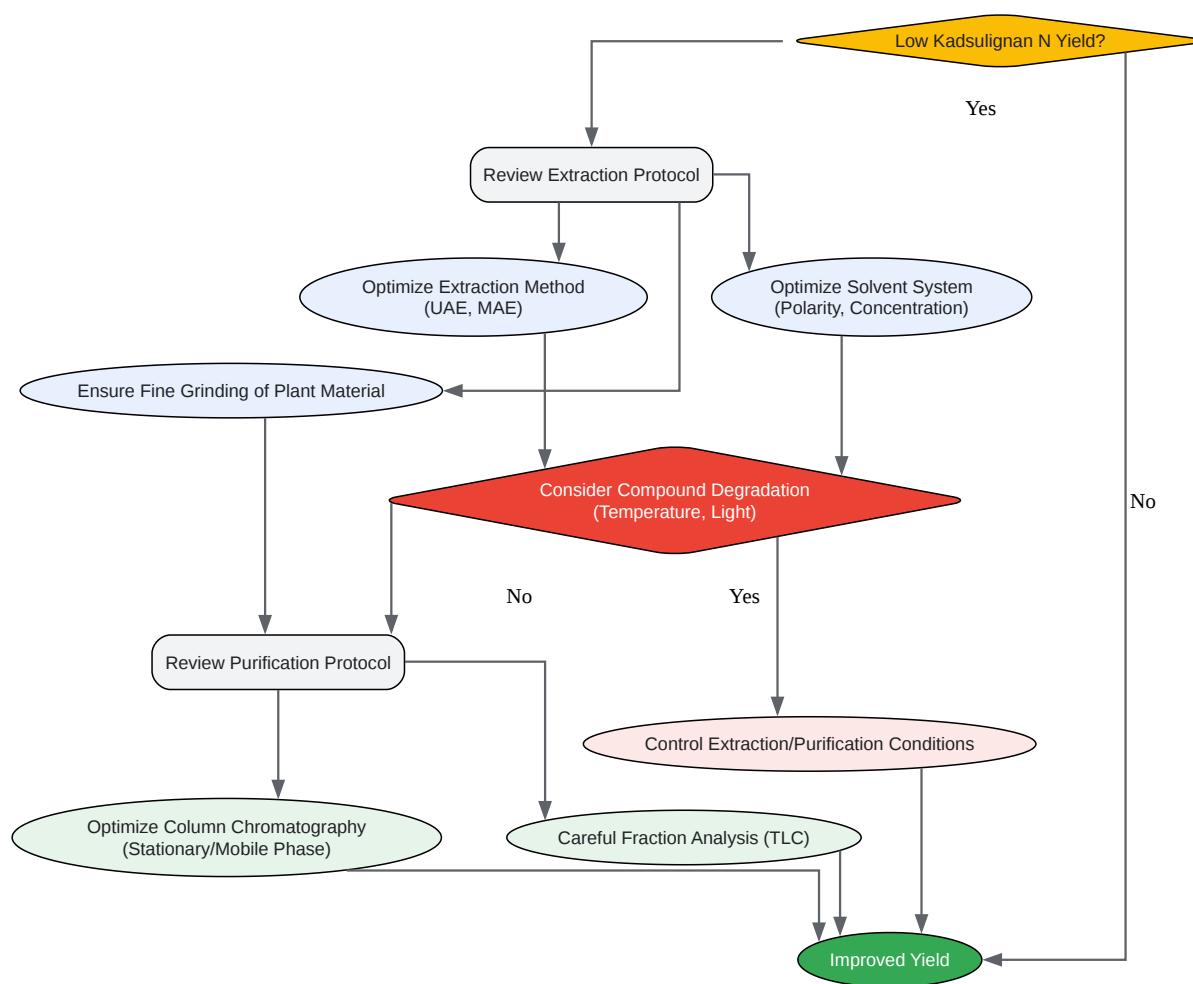 Low Kadsulignan N Yield?
Yes
Review Extraction Protocol
Optimize Extraction Method
(UAE, MAE)
Optimize Solvent System
(Polarity, Concentration)
Ensure Fine Grinding of Plant Material
Consider Compound Degradation
(Temperature, Light)
No
No
Yes
Review Purification Protocol
Control Extraction/Purification Conditions
Optimize Column Chromatography
(Stationary/Mobile Phase)
Careful Fraction Analysis (TLC)
Improved Yield